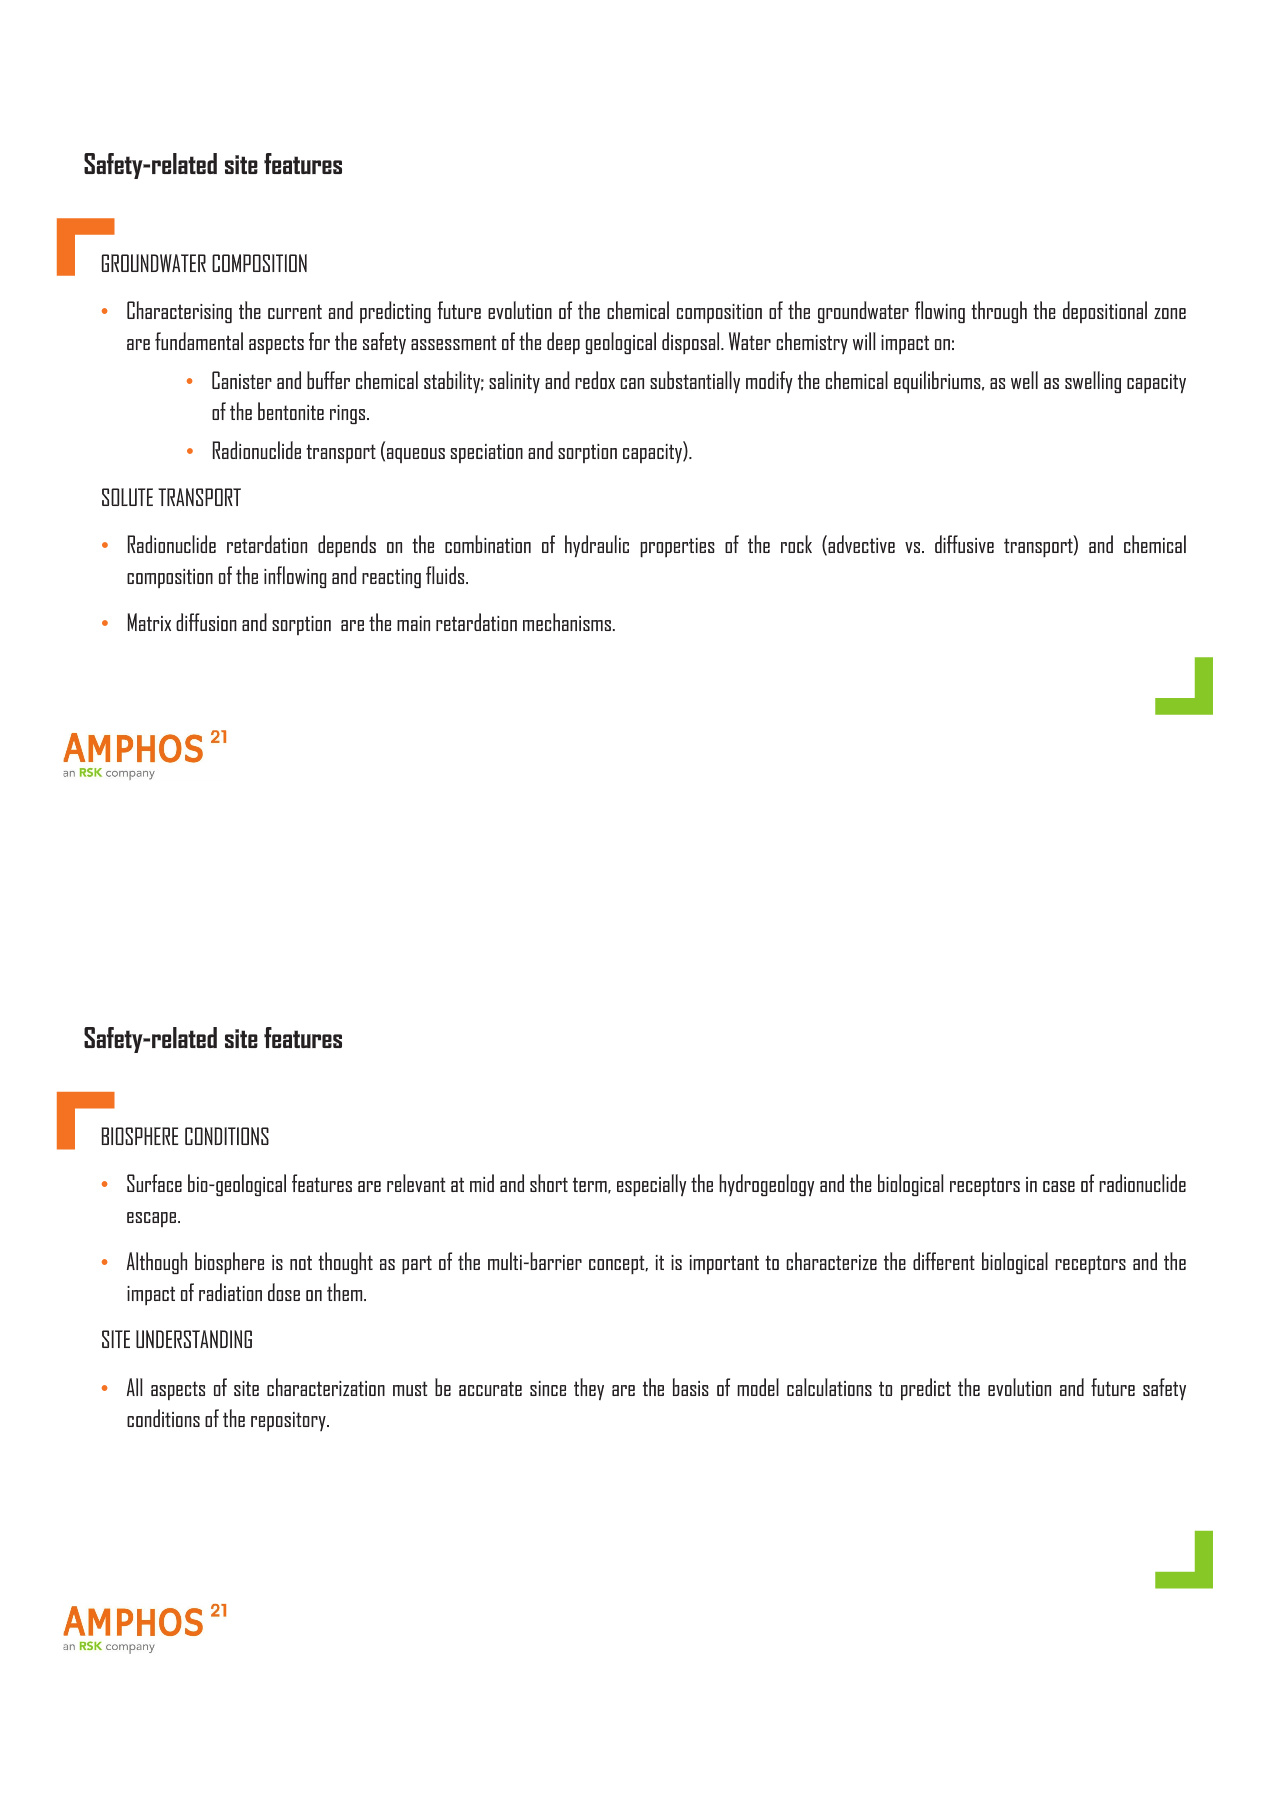 Safety-related site features
GROUNDWATER COMPOSITION
• Characterising the current and predicting future evolution of the chemical composition of the groundwater flowing through the depositional zone
are fundamental aspects for the safety assessment of the deep geological disposal. Water chemistry will impact on:
• Canister and buffer chemical stability; salinity and redox can substantially modify the chemical equilibriums, as well as swelling capacity
of the bentonite rings.
• Radionuclide transport (aqueous speciation and sorption capacity).
SOLUTE TRANSPORT
• Radionuclide retardation depends on the combination of hydraulic properties of the rock (advective vs. diffusive transport) and chemical
composition of the inflowing and reacting fluids.
• Matrix diffusion and sorption  are the main retardation mechanisms.
AMPHOS 21
an RSK company
Safety-related site features
BIOSPHERE CONDITIONS
• Surface bio-geological features are relevant at mid and short term, especially the hydrogeology and the biological receptors in case of radionuclide
escape.
• Although biosphere is not thought as part of the multi-barrier concept, it is important to characterize the different biological receptors and the
impact of radiation dose on them.
SITE UNDERSTANDING
• All aspects of site characterization must be accurate since they are the basis of model calculations to predict the evolution and future safety
conditions of the repository.
AMPHOS 21
an RSK company